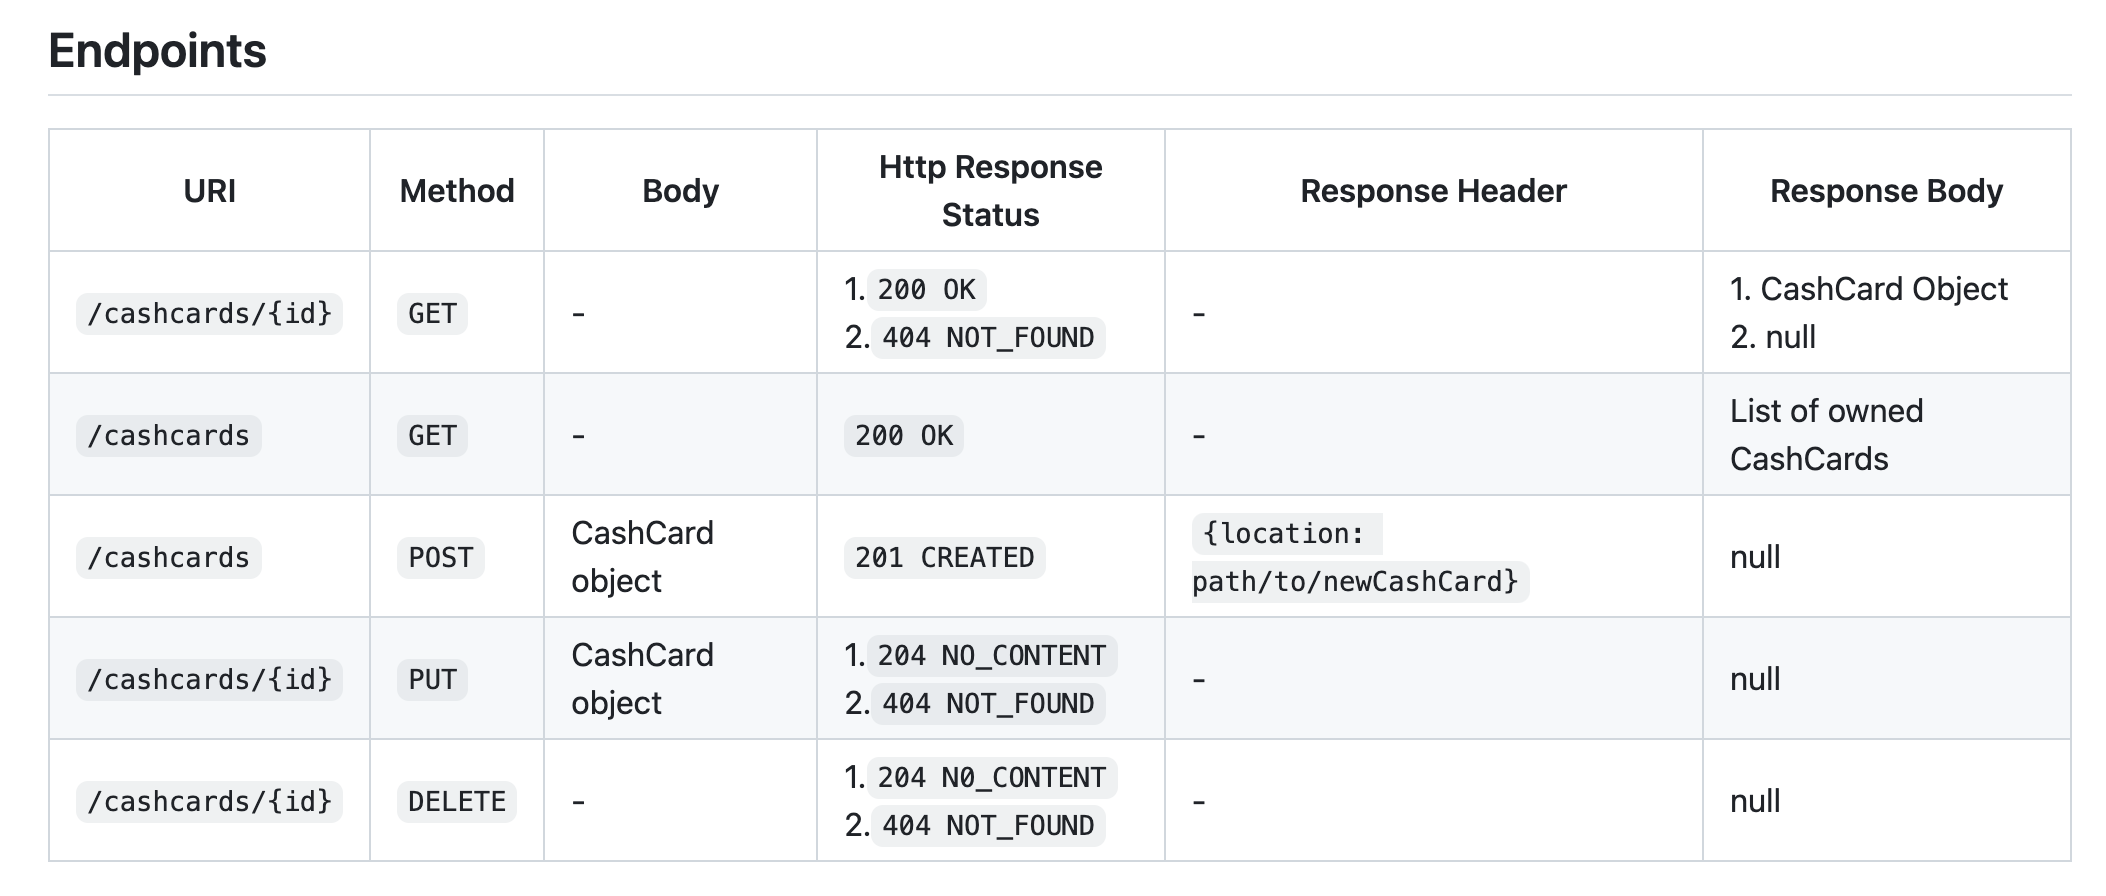 Endpoints
URI
Method
Body
Http Response
Status
Response Header
Response Body
/cashcards/{id}
GET
-
1. 200 OK
2. 404 NOT_FOUND
-
1. CashCard Object
2. null
/cashcards
GET
-
200 OK
-
List of owned
CashCards
/cashcards
POST
CashCard
object
201 CREATED
{location:
path/to/newCashCard}
null
/cashcards/{id}
PUT
CashCard
object
1. 204 NO_CONTENT
2. 404 NOT_FOUND
-
null
/cashcards/{id}
DELETE
-
1. 204 N0_CONTENT
2. 404 NOT_FOUND
-
null